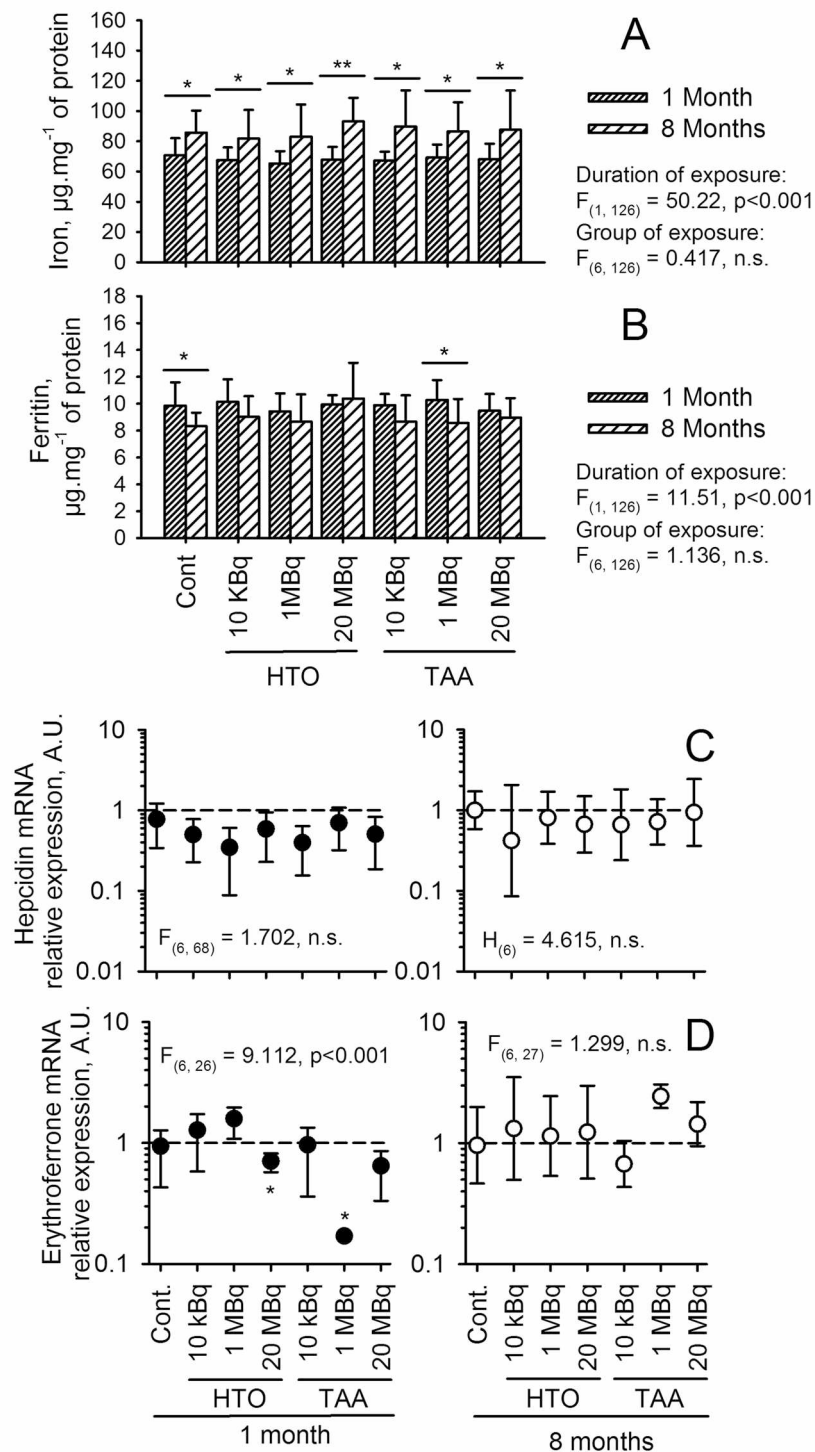 A
Iron, µg.mg⁻¹ of protein
160
140
120
100
80
60
40
20
0
* * * ** * * *
1 Month
8 Months
Duration of exposure:
F(1, 126) = 50.22, p<0.001
Group of exposure:
F(6, 126) = 0.417, n.s.
B
Ferritin,
µg.mg⁻¹ of protein
18
16
14
12
10
8
6
4
2
0
* *
1 Month
8 Months
Duration of exposure:
F(1, 126) = 11.51, p<0.001
Group of exposure:
F(6, 126) = 1.136, n.s.
Cont 10 KBq 1MBq 20 MBq 10 KBq 1 MBq 20 MBq
HTO TAA
C
Hepcidin mRNA
relative expression, A.U.
10
1
0.1
0.01
F(6, 68) = 1.702, n.s.
10
1
0.1
0.01
H(6) = 4.615, n.s.
D
Erythroferrone mRNA
relative expression, A.U.
10
1
0.1
F(6, 26) = 9.112, p<0.001
* *
10
1
0.1
F(6, 27) = 1.299, n.s.
Cont. 10 kBq 1 MBq 20 MBq 10 kBq 1 MBq 20 MBq
HTO TAA
1 month
Cont. 10 kBq 1 MBq 20 MBq 10 kBq 1 MBq 20 MBq
HTO TAA
8 months